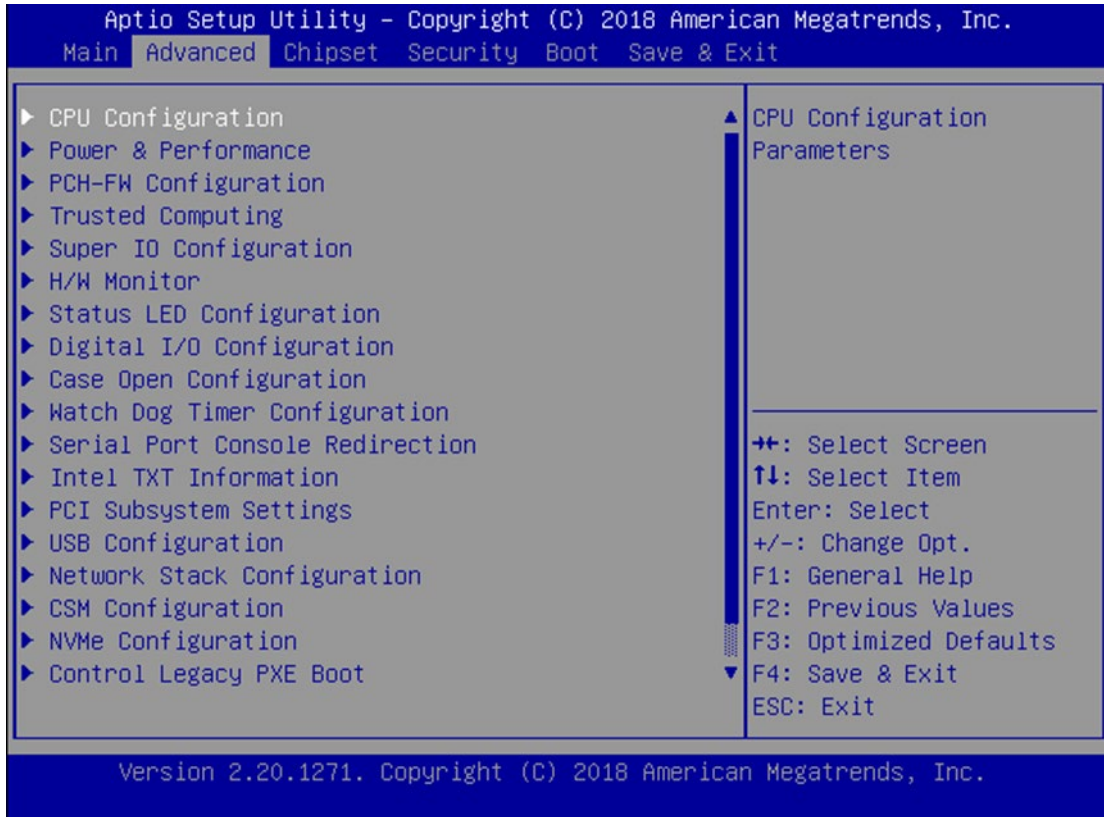 Aptio Setup Utility – Copyright (C) 2018 American Megatrends, Inc.
Main Advanced Chipset Security Boot Save & Exit
▶ CPU Configuration
▶ Power & Performance
▶ PCH-FW Configuration
▶ Trusted Computing
▶ Super IO Configuration
▶ H/W Monitor
▶ Status LED Configuration
▶ Digital I/O Configuration
▶ Case Open Configuration
▶ Watch Dog Timer Configuration
▶ Serial Port Console Redirection
▶ Intel TXT Information
▶ PCI Subsystem Settings
▶ USB Configuration
▶ Network Stack Configuration
▶ CSM Configuration
▶ NVMe Configuration
▶ Control Legacy PXE Boot
CPU Configuration
Parameters
→←: Select Screen
↑↓: Select Item
Enter: Select
+/-: Change Opt.
F1: General Help
F2: Previous Values
F3: Optimized Defaults
F4: Save & Exit
ESC: Exit
Version 2.20.1271. Copyright (C) 2018 American Megatrends, Inc.